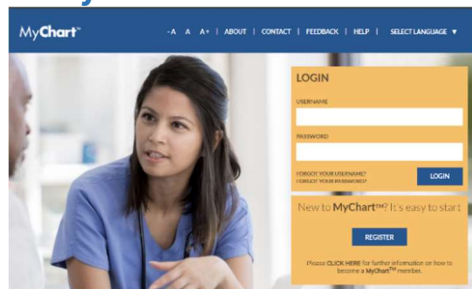 MyChart™
-A A A+ | ABOUT | CONTACT | FEEDBACK | HELP | SELECT LANGUAGE ▼
LOGIN
USERNAME
PASSWORD
FORGOT YOUR USERNAME?
FORGOT YOUR PASSWORD?
LOGIN
New to MyChart™? It's easy to start
REGISTER
Please CLICK HERE for further information on how to
become a MyChart™ member.